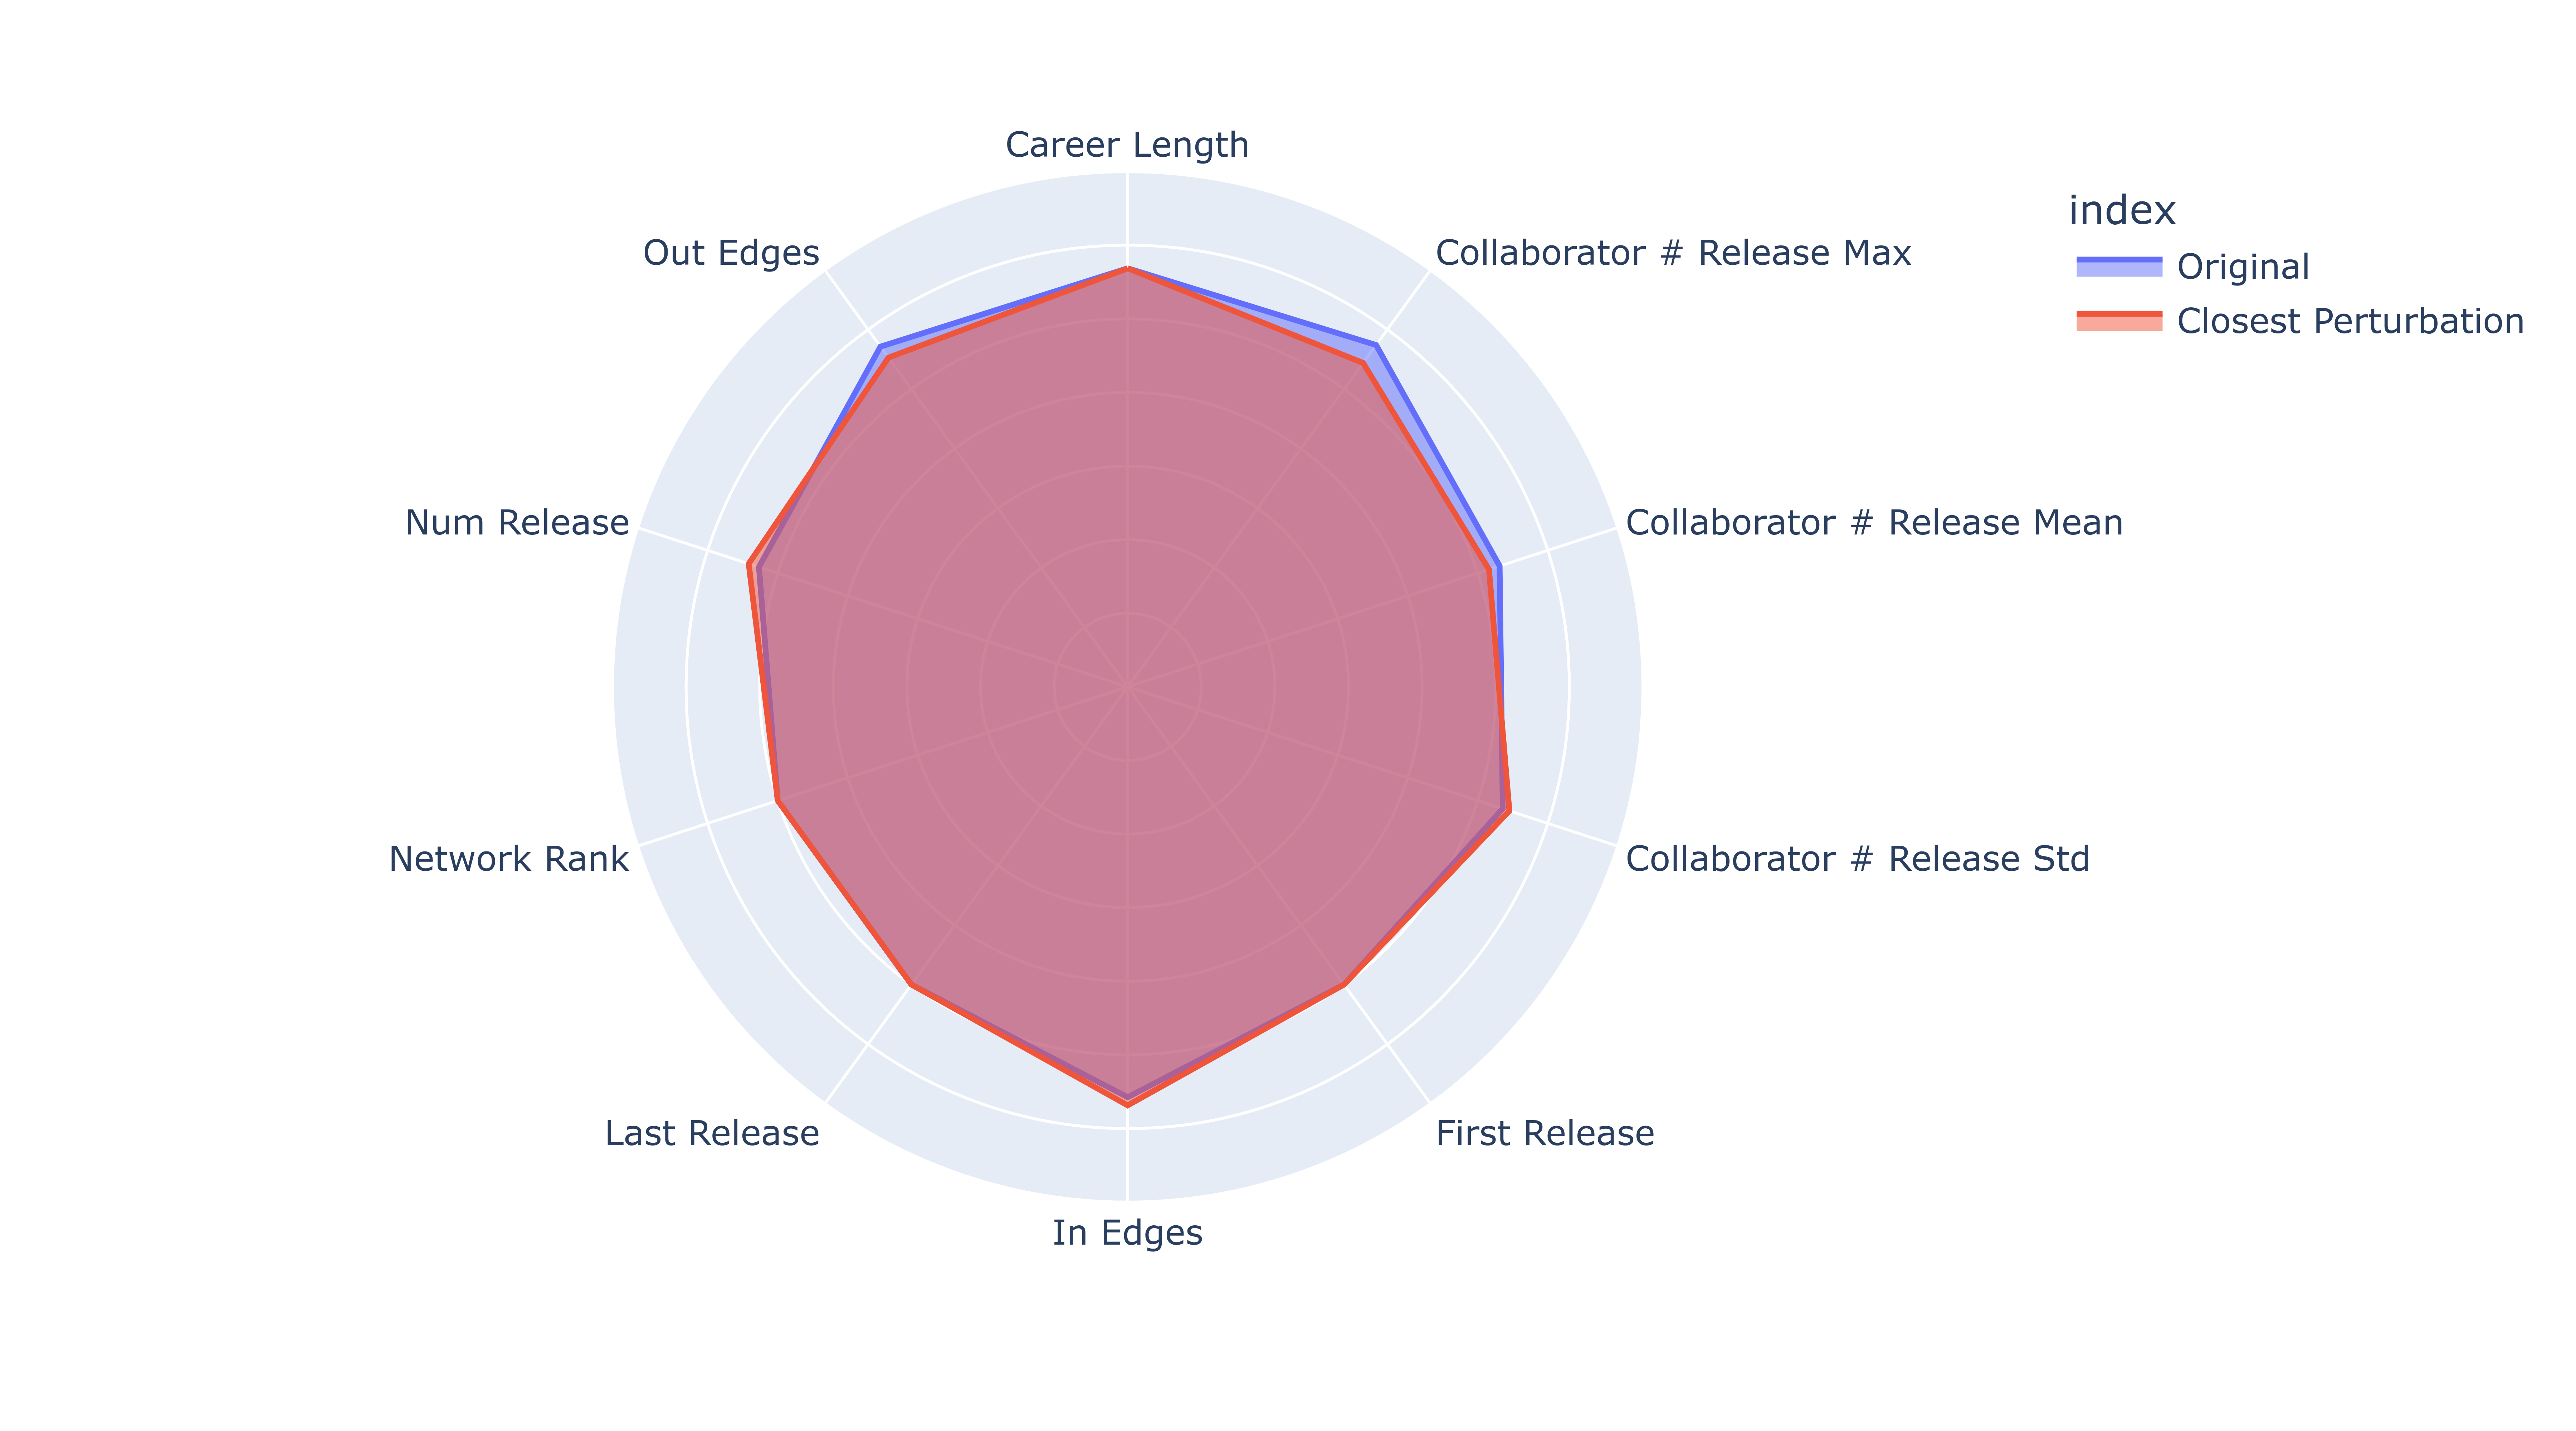 Career Length
Out Edges
Collaborator # Release Max
Num Release
Collaborator # Release Mean
Network Rank
Collaborator # Release Std
Last Release
First Release
In Edges
index
Original
Closest Perturbation